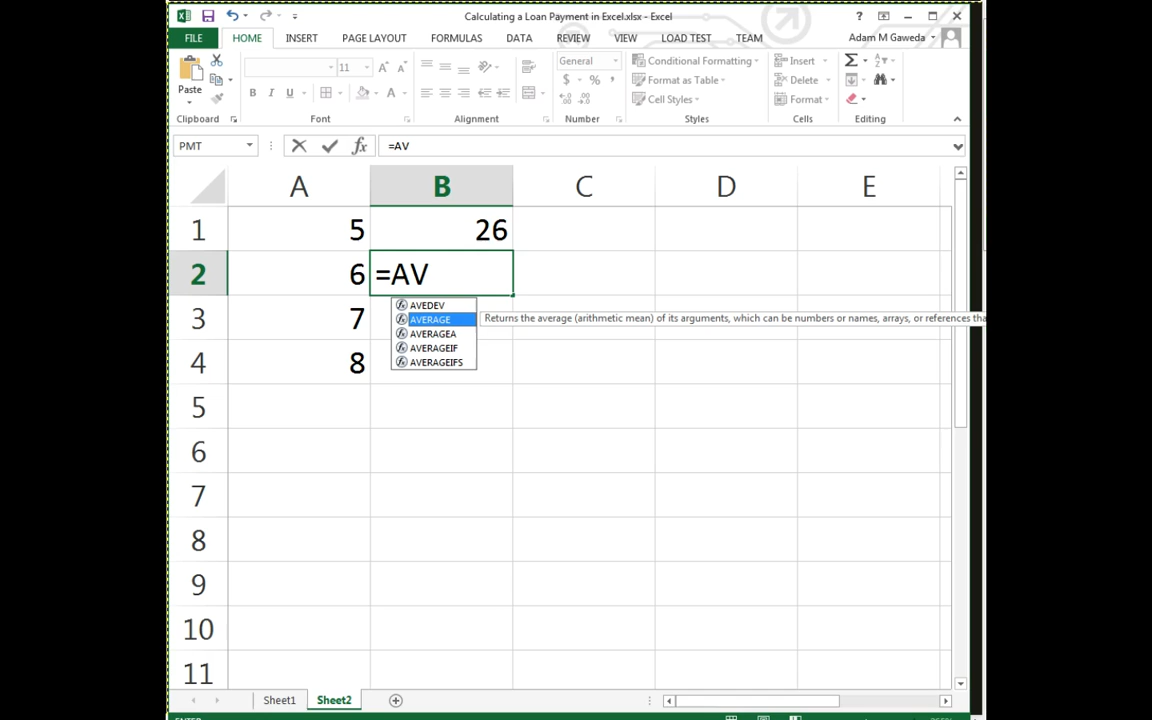 Calculating a Loan Payment in Excel.xlsx - Excel
?
FILE HOME INSERT PAGE LAYOUT FORMULAS DATA REVIEW VIEW LOAD TEST TEAM Adam M Gaweda
Paste
Clipboard
11 A A
B I U A
Font
Alignment
General
$ % ,
Number
Conditional Formatting
Format as Table
Cell Styles
Styles
Insert
Delete
Format
Cells
Σ
Editing
PMT fx =AV
A B C D E
1 5 26
2 6 =AV
AVEDEV
3 7 AVERAGE Returns the average (arithmetic mean) of its arguments, which can be numbers or names, arrays, or references tha
AVERAGEA
AVERAGEIF
4 8 AVERAGEIFS
5
6
7
8
9
10
11
Sheet1 Sheet2